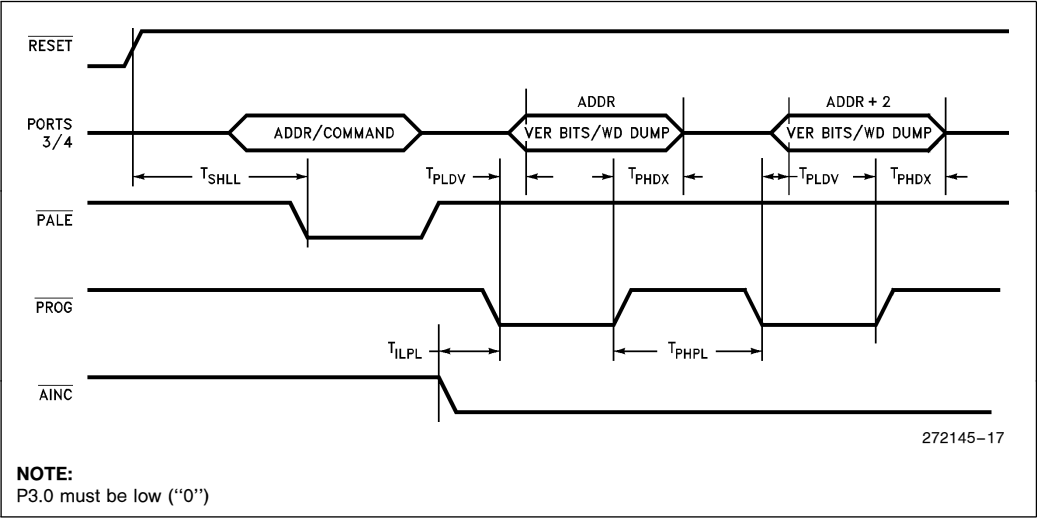 RESET
ADDR
ADDR + 2
PORTS
3/4
ADDR/COMMAND
VER BITS/WD DUMP
VER BITS/WD DUMP
TSHLL
TPLDV
TPHDX
TPLDV
TPHDX
PALE
PROG
TILPL
TPHPL
AINC
272145–17
NOTE:
P3.0 must be low (‘‘0’’)